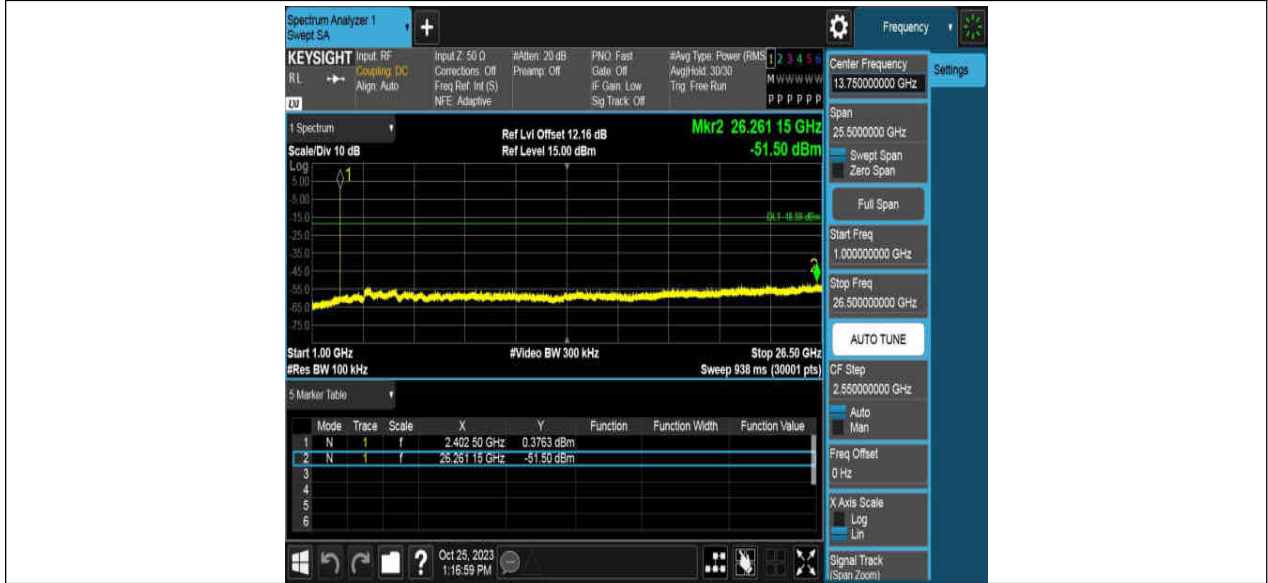 Spectrum Analyzer 1
Swept SA
+
Frequency
KEYSIGHT
RL
LXI
Input: RF
Coupling: DC
Align: Auto
Input Z: 50 Ω
Corrections: Off
Freq Ref: Int (S)
NFE: Adaptive
#Atten: 20 dB
Preamp: Off
PNO: Fast
Gate: Off
IF Gain: Low
Sig Track: Off
#Avg Type: Power (RMS
Avg|Hold: 30/30
Trig: Free Run
1 2 3 4 5 6
M W W W W W
P P P P P P
Center Frequency
13.750000000 GHz
Settings
1 Spectrum
Scale/Div 10 dB
Ref Lvl Offset 12.16 dB
Ref Level 15.00 dBm
Mkr2 26.261 15 GHz
-51.50 dBm
Log
5.00
-5.00
-15.0
-25.0
-35.0
-45.0
-55.0
-65.0
-75.0
1
2
DL1 -18.59 dBm
Start 1.00 GHz
#Res BW 100 kHz
#Video BW 300 kHz
Stop 26.50 GHz
Sweep 938 ms (30001 pts)
Span
25.5000000 GHz
Swept Span
Zero Span
Full Span
Start Freq
1.000000000 GHz
Stop Freq
26.500000000 GHz
AUTO TUNE
CF Step
2.550000000 GHz
Auto
Man
Freq Offset
0 Hz
X Axis Scale
Log
Lin
Signal Track
(Span Zoom)
5 Marker Table
Mode Trace Scale X Y Function Function Width Function Value
1 N 1 f 2.402 50 GHz 0.3763 dBm
2 N 1 f 26.261 15 GHz -51.50 dBm
3
4
5
6
?
Oct 25, 2023
1:16:59 PM